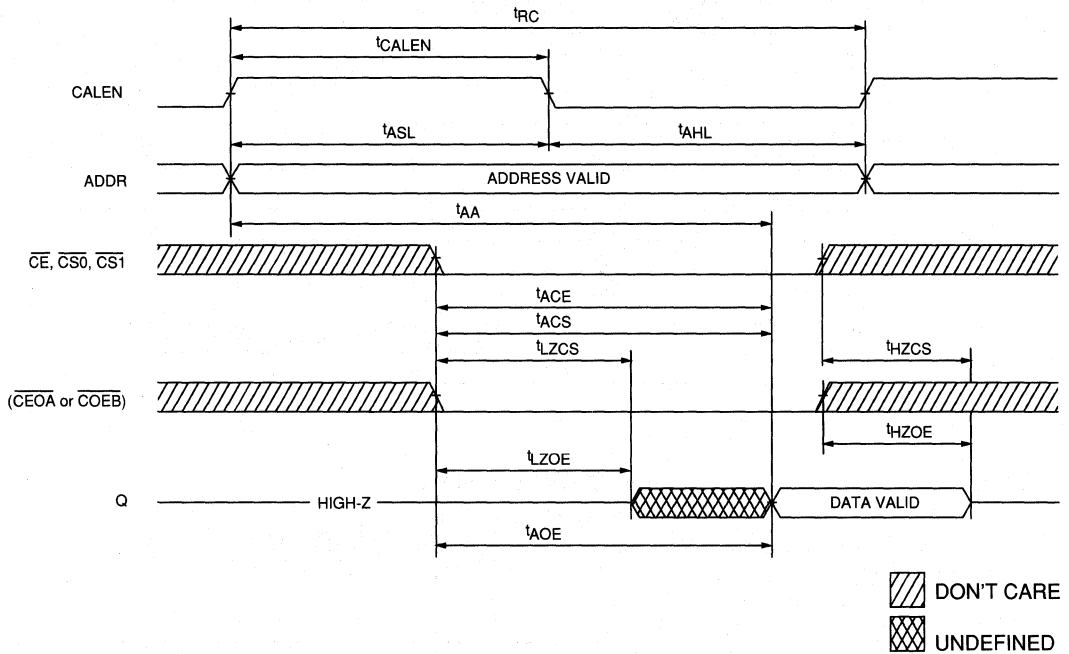 tRC
tCALEN
CALEN
tASL
tAHL
ADDR
ADDRESS VALID
tAA
CE, CS0, CS1
tACE
tACS
tLZCS
tHZCS
(CEOA or COEB)
tHZOE
tLZOE
Q
HIGH-Z
DATA VALID
tAOE
DON'T CARE
UNDEFINED